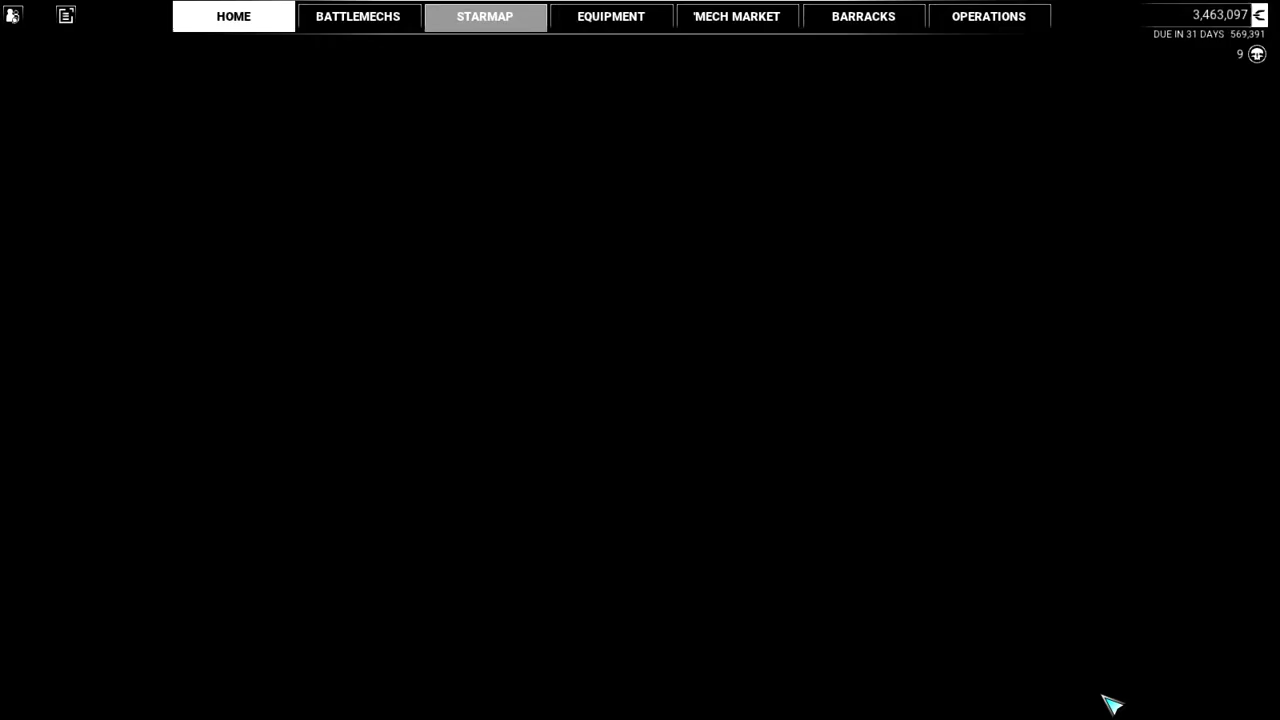 HOME BATTLEMECHS STARMAP EQUIPMENT 'MECH MARKET BARRACKS OPERATIONS 3,463,097
DUE IN 31 DAYS 569,391
9